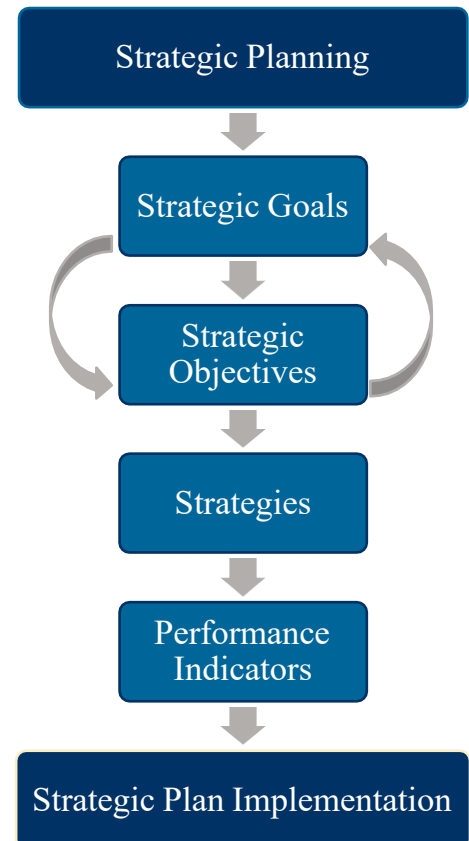 Strategic Planning
Strategic Goals
Strategic
Objectives
Strategies
Performance
Indicators
Strategic Plan Implementation